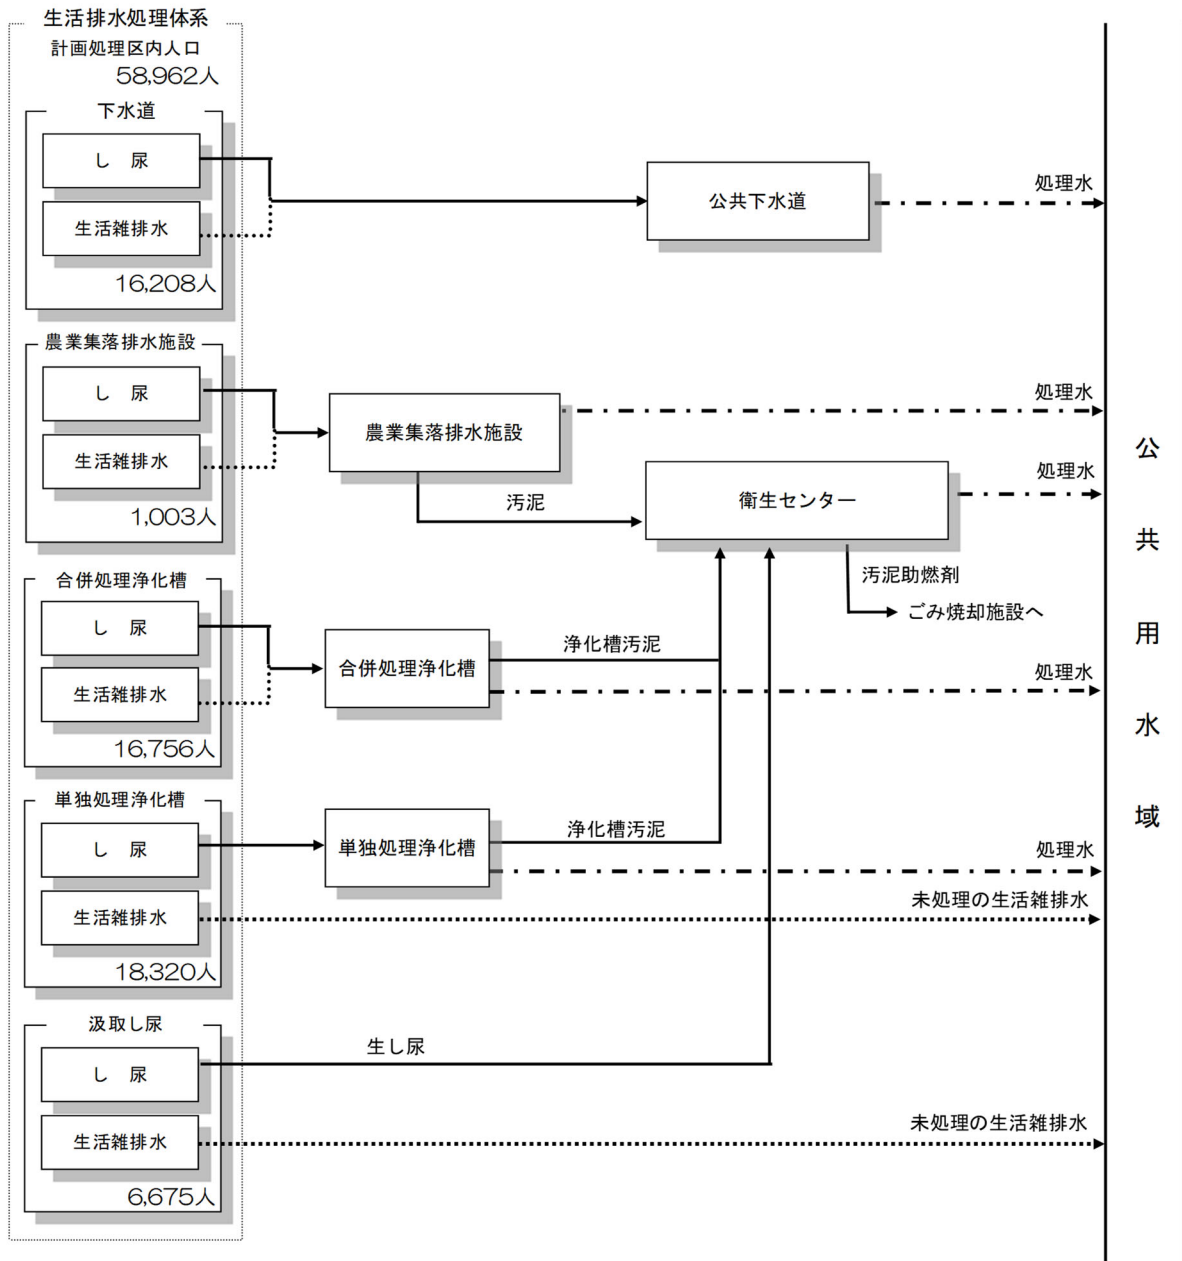 生活排水処理体系
計画処理区内人口
58,962人
下水道
し　尿
生活雑排水
16,208人
公共下水道
処理水
農業集落排水施設
し　尿
生活雑排水
1,003人
農業集落排水施設
処理水
汚泥
衛生センター
処理水
汚泥助燃剤
ごみ焼却施設へ
合併処理浄化槽
し　尿
生活雑排水
16,756人
合併処理浄化槽
浄化槽汚泥
処理水
単独処理浄化槽
し　尿
生活雑排水
18,320人
単独処理浄化槽
浄化槽汚泥
処理水
未処理の生活雑排水
汲取し尿
し　尿
生活雑排水
6,675人
生し尿
未処理の生活雑排水
公共用水域